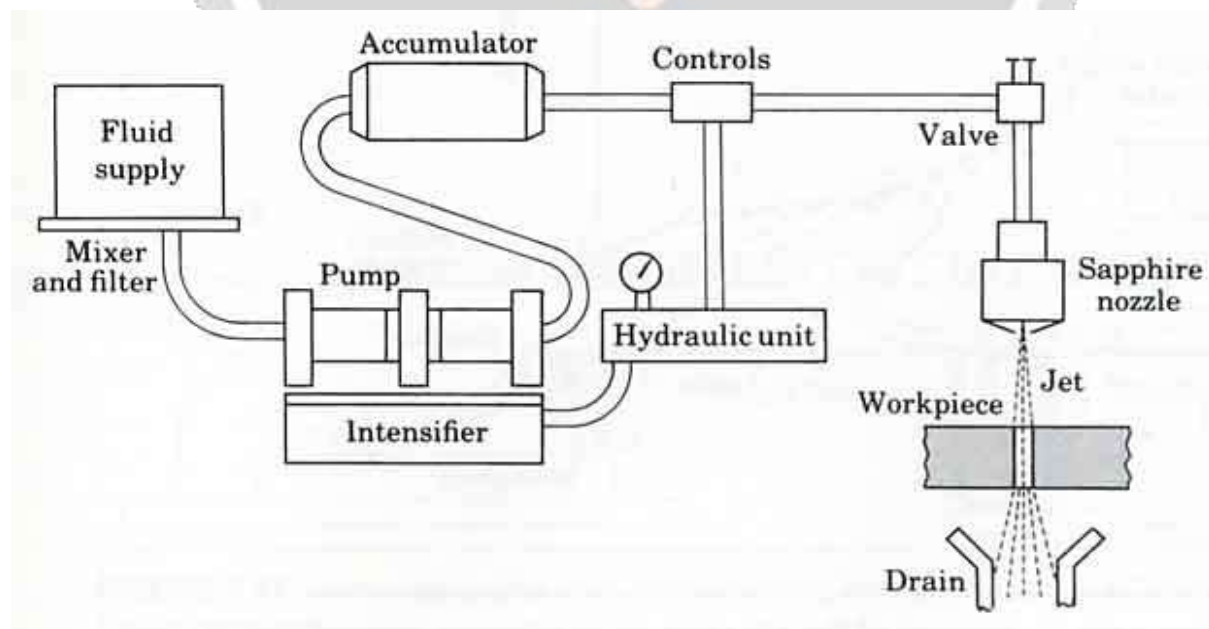 Accumulator
Controls
Fluid
supply
Valve
Mixer
and filter
Pump
Sapphire
nozzle
Hydraulic unit
Jet
Workpiece
Intensifier
Drain